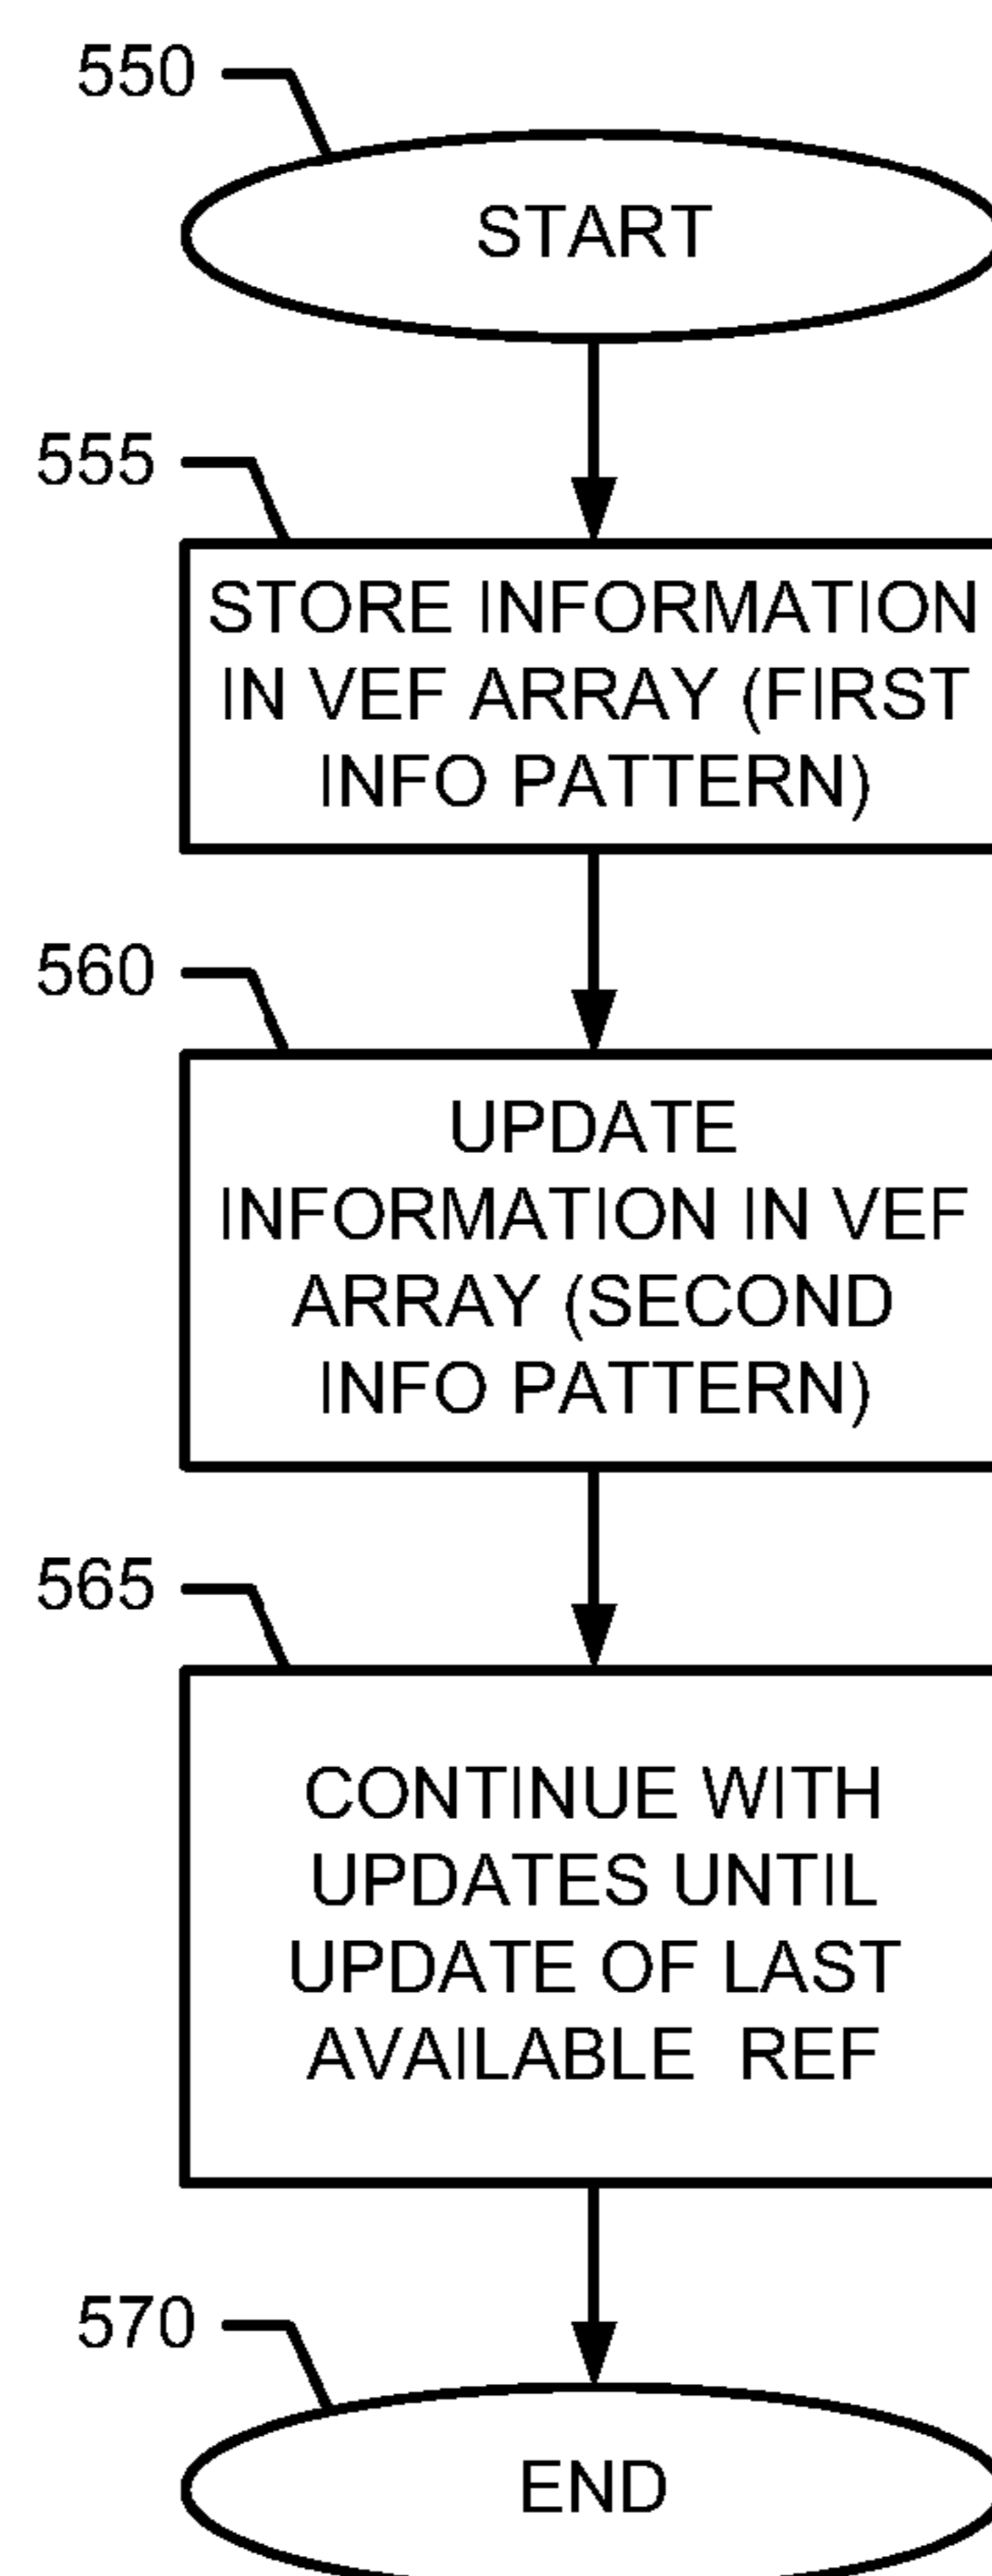 550
START
555
STORE INFORMATION
IN VEF ARRAY (FIRST
INFO PATTERN)
560
UPDATE
INFORMATION IN VEF
ARRAY (SECOND
INFO PATTERN)
565
CONTINUE WITH
UPDATES UNTIL
UPDATE OF LAST
AVAILABLE REF
570
END